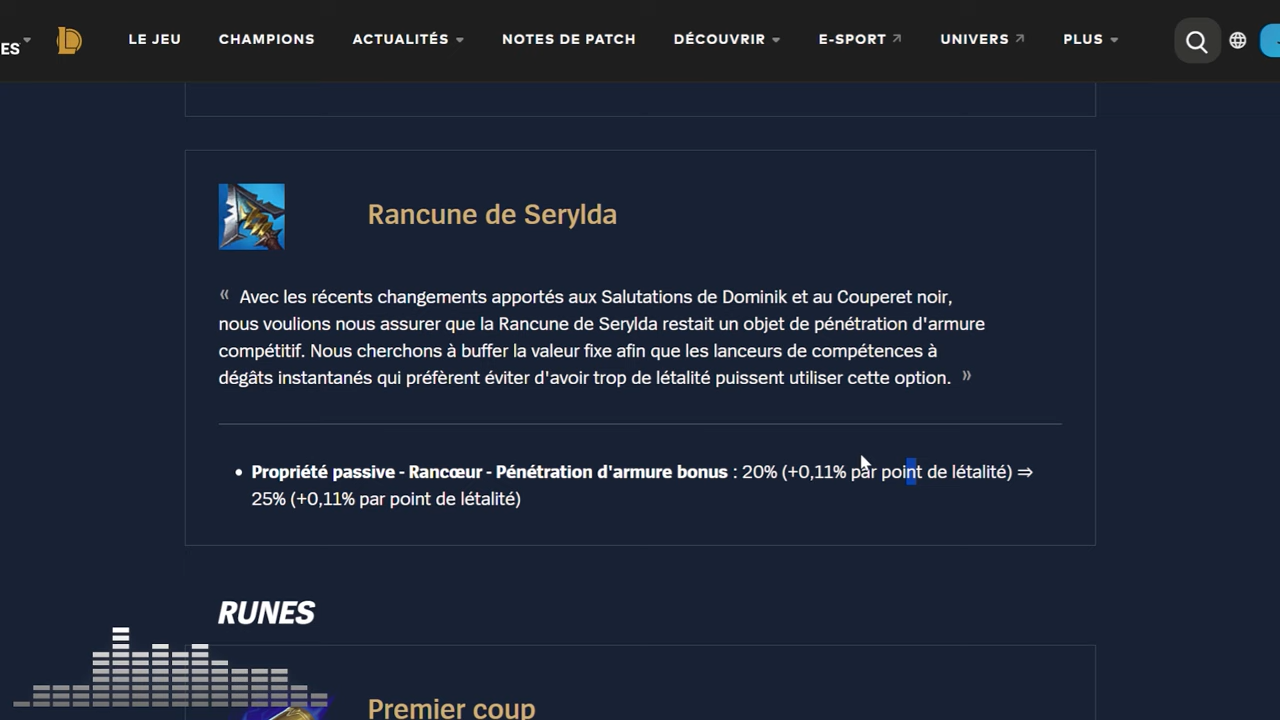 ES
LE JEU CHAMPIONS ACTUALITÉS NOTES DE PATCH DÉCOUVRIR E-SPORT UNIVERS PLUS
Rancune de Serylda
« Avec les récents changements apportés aux Salutations de Dominik et au Couperet noir,
nous voulions nous assurer que la Rancune de Serylda restait un objet de pénétration d'armure
compétitif. Nous cherchons à buffer la valeur fixe afin que les lanceurs de compétences à
dégâts instantanés qui préfèrent éviter d'avoir trop de létalité puissent utiliser cette option. »
• Propriété passive - Rancœur - Pénétration d'armure bonus : 20% (+0,11% par point de létalité) ⇒
25% (+0,11% par point de létalité)
RUNES
Premier coup